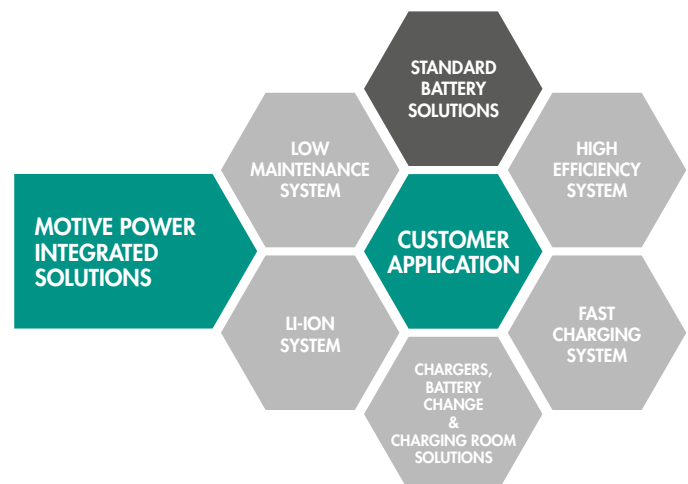 STANDARD
BATTERY
SOLUTIONS
LOW
MAINTENANCE
SYSTEM
HIGH
EFFICIENCY
SYSTEM
MOTIVE POWER
INTEGRATED
SOLUTIONS
CUSTOMER
APPLICATION
LI-ION
SYSTEM
FAST
CHARGING
SYSTEM
CHARGERS,
BATTERY
CHANGE
&
CHARGING ROOM
SOLUTIONS